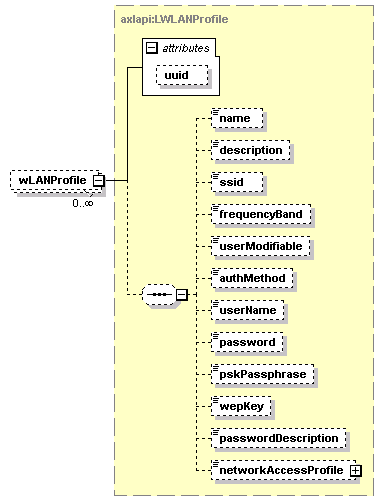 axlapi:LWLANProfile
attributes
uuid
name
description
wLANProfile
ssid
0..∞
frequencyBand
userModifiable
authMethod
userName
password
pskPassphrase
wepKey
passwordDescription
networkAccessProfile